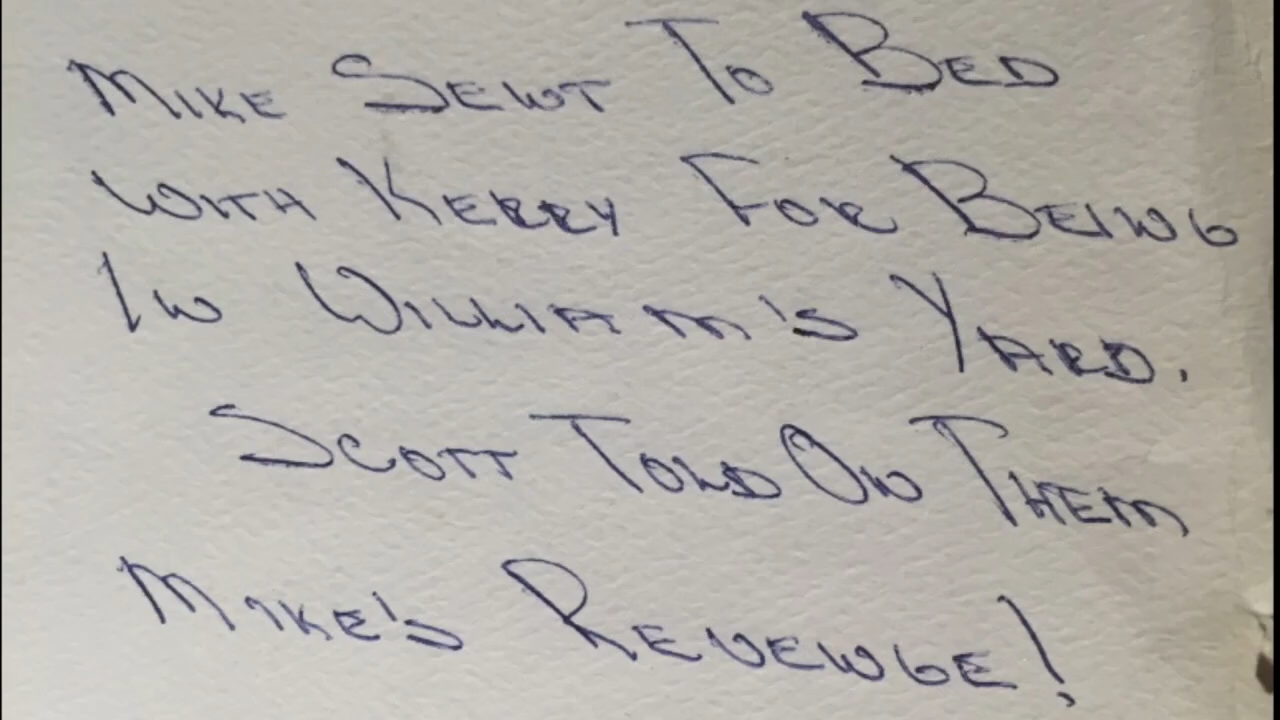 Mike Sent To Bed
With Kerry For Being
In William's Yard.
Scott Told On Them
Mike's Revenge!